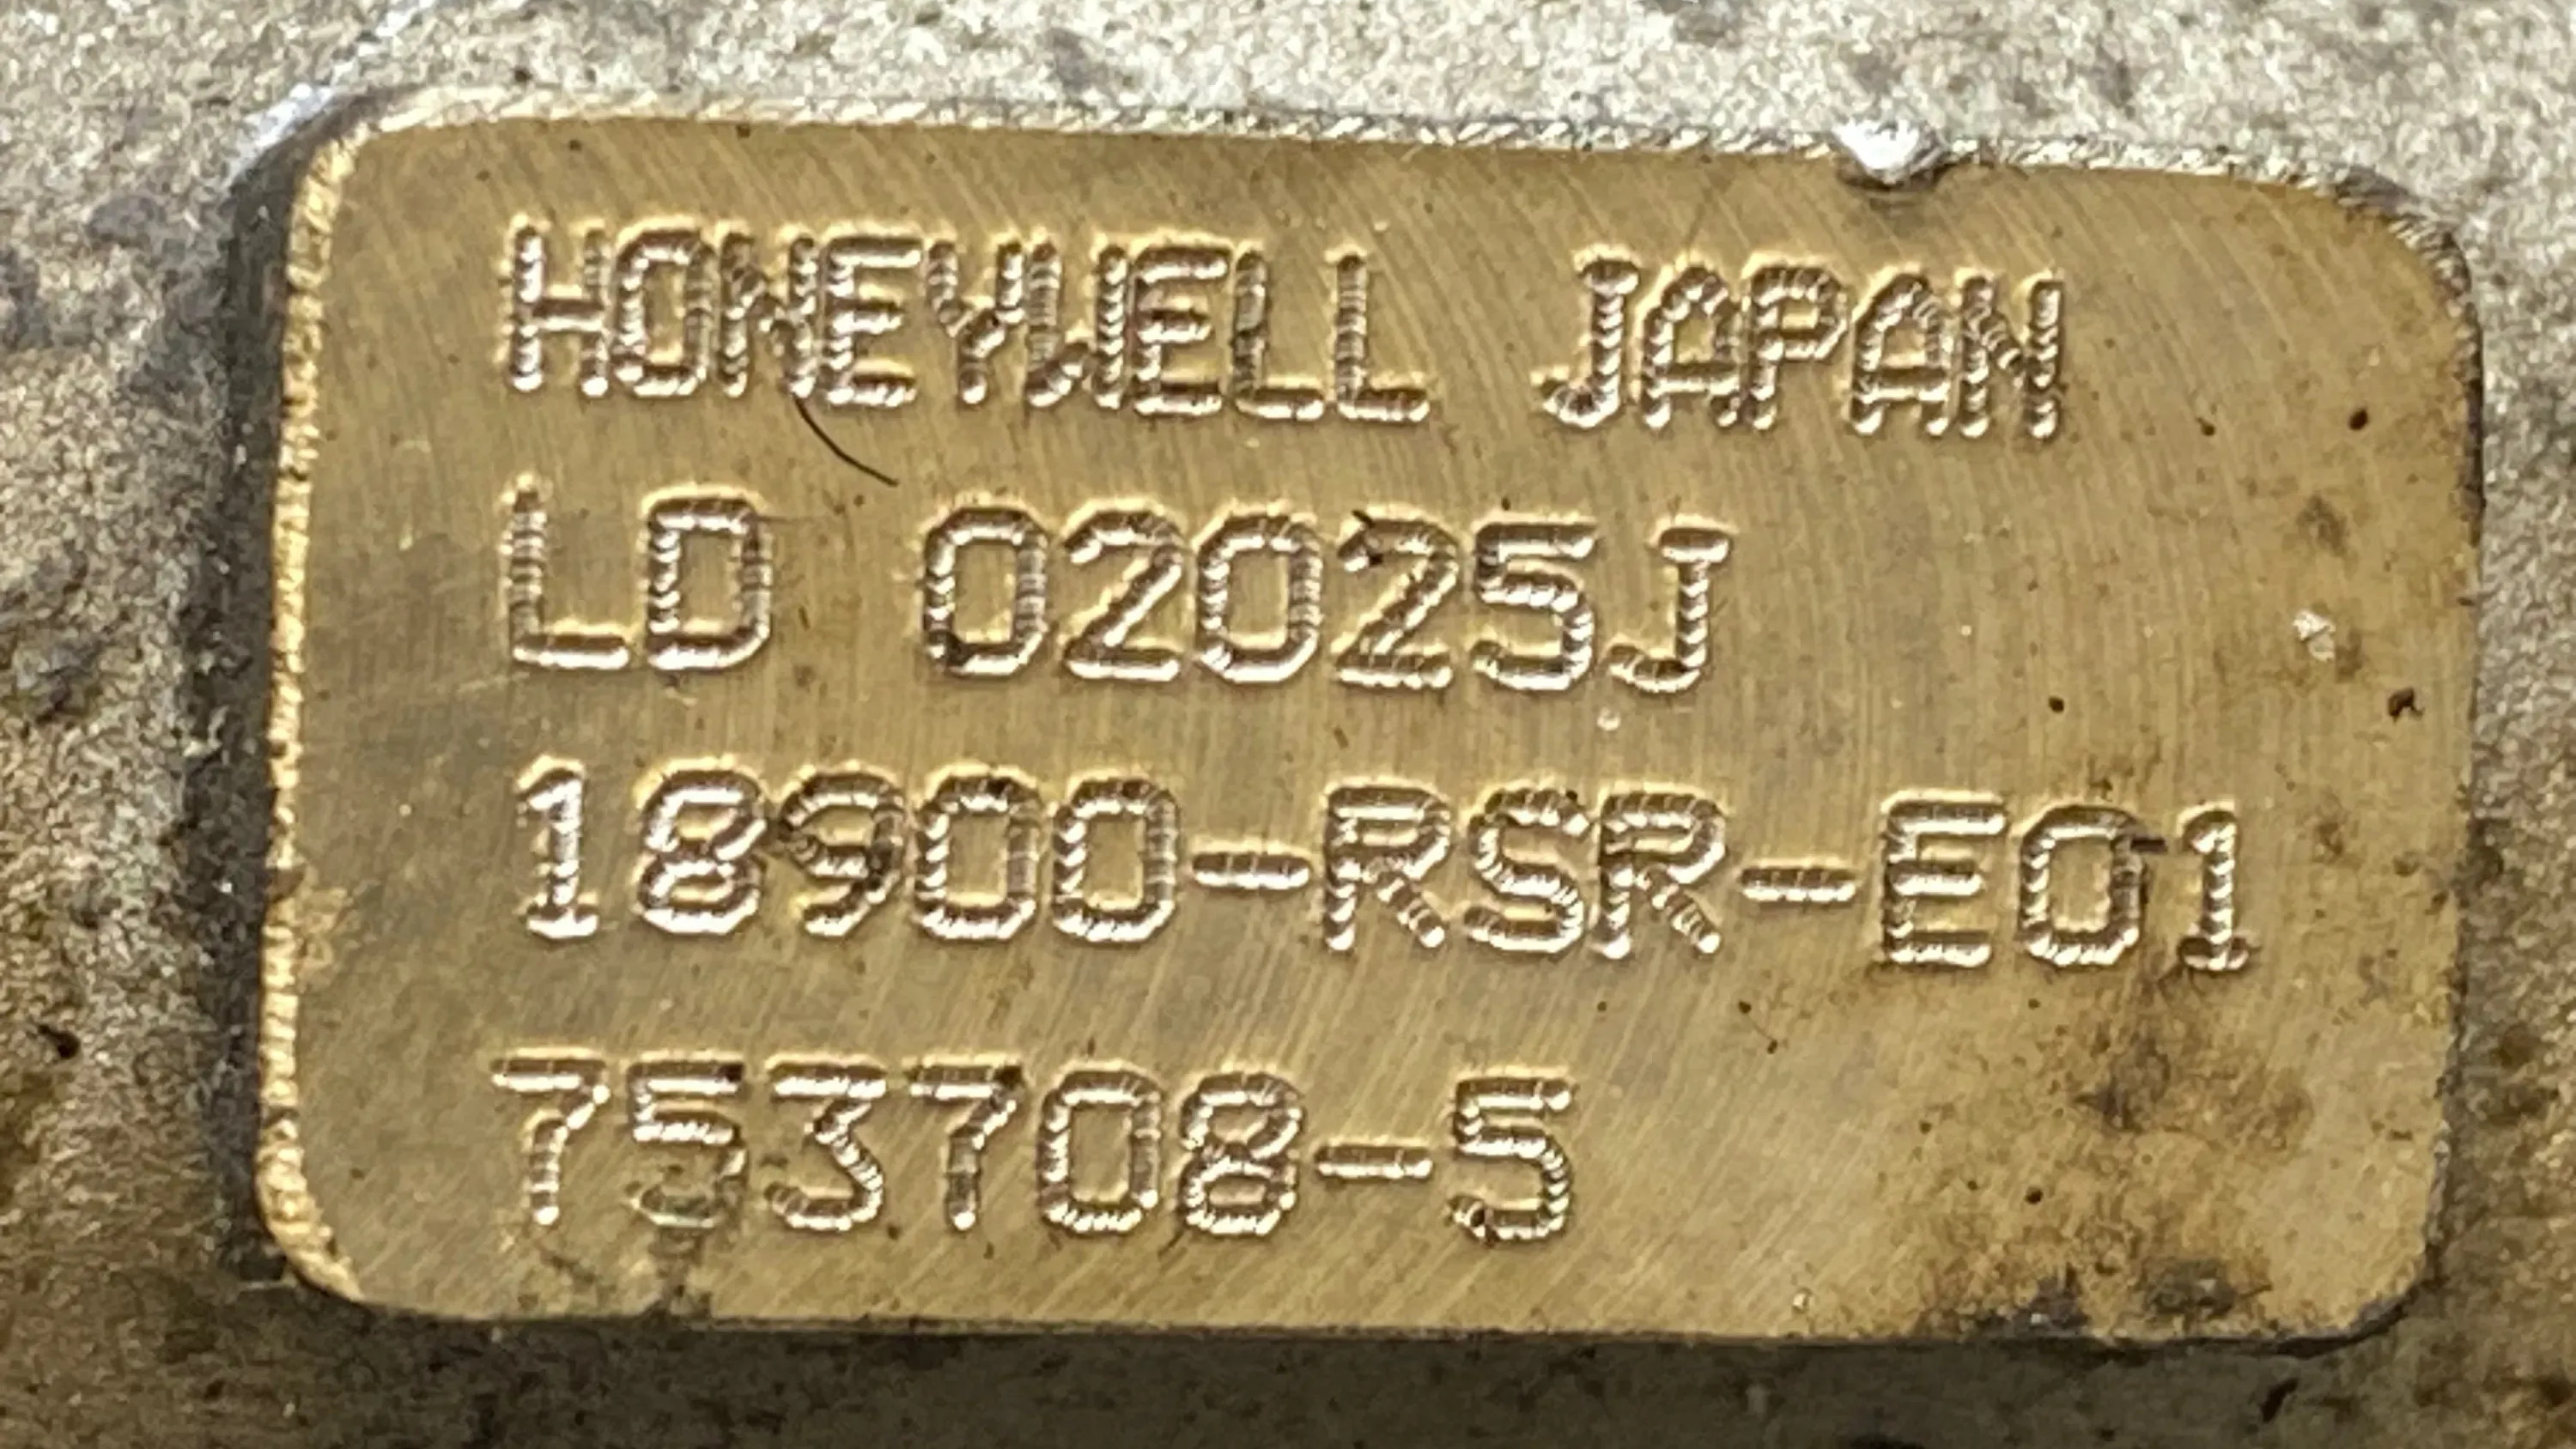 HONEYWELL JAPAN
LD 02025J
18900-RSR-E01
753708-5